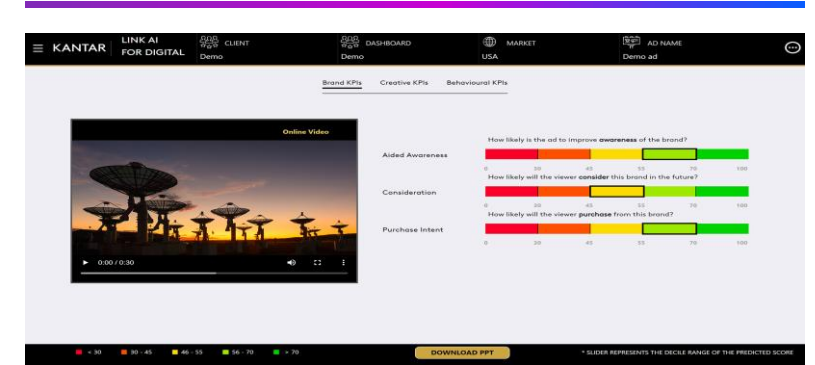 KANTAR
LINK AI
FOR DIGITAL
CLIENT
Demo
DASHBOARD
Demo
MARKET
USA
AD NAME
Demo ad
Brand KPIs Creative KPIs Behavioural KPIs
Online Video
0:00 / 0:30
How likely is the ad to improve awareness of the brand?
Aided Awareness
0 30 45 55 70 100
How likely will the viewer consider this brand in the future?
Consideration
0 30 45 55 70 100
How likely will the viewer purchase from this brand?
Purchase Intent
0 30 45 55 70 100
< 30 30 - 45 46 - 55 56 - 70 > 70
DOWNLOAD PPT
* SLIDER REPRESENTS THE DECILE RANGE OF THE PREDICTED SCORE